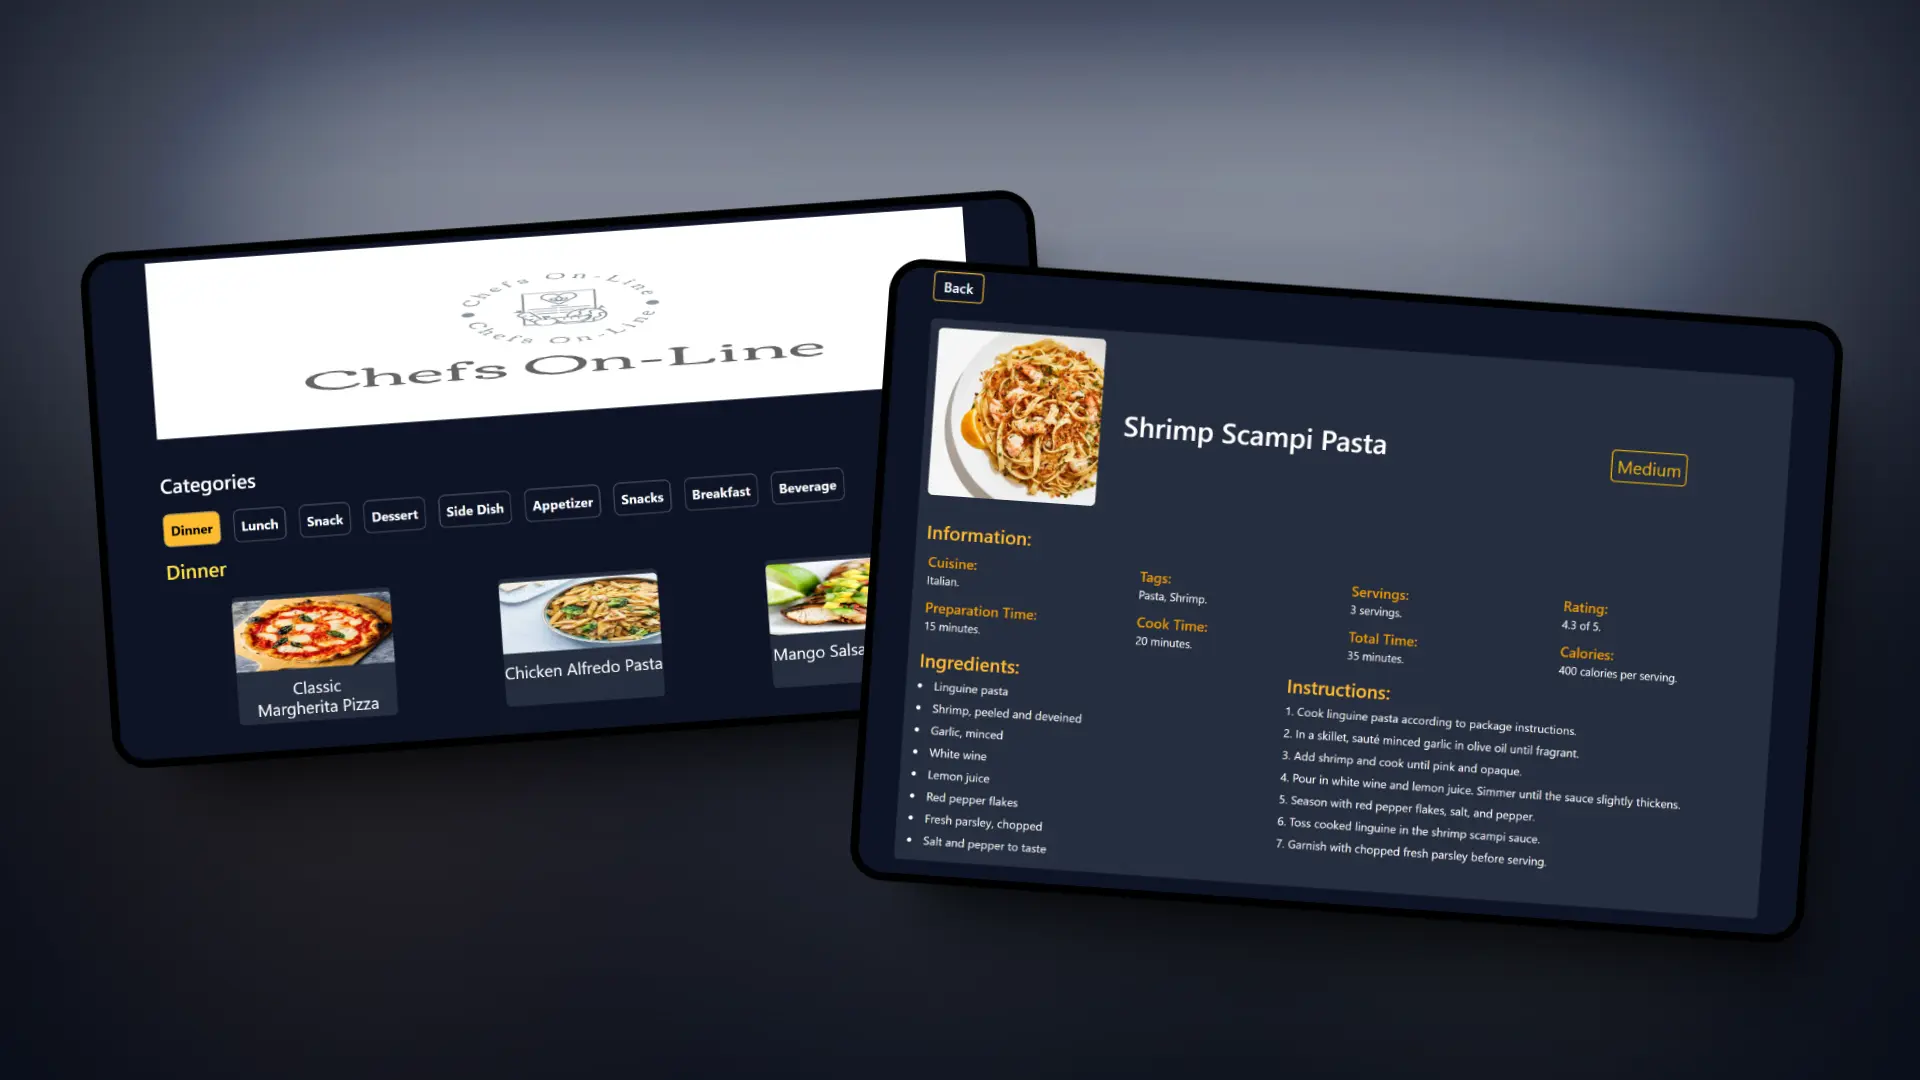 Chefs On-Line
Chefs On-Line
Chefs On-Line
Categories
Dinner
Lunch
Snack
Dessert
Side Dish
Appetizer
Snacks
Breakfast
Beverage
Dinner
Classic
Margherita Pizza
Chicken Alfredo Pasta
Mango Salsa
Back
Shrimp Scampi Pasta
Medium
Information:
Cuisine:
Italian.
Tags:
Pasta, Shrimp.
Servings:
3 servings.
Rating:
4.3 of 5.
Preparation Time:
15 minutes.
Cook Time:
20 minutes.
Total Time:
35 minutes.
Calories:
400 calories per serving.
Ingredients:
• Linguine pasta
• Shrimp, peeled and deveined
• Garlic, minced
• White wine
• Lemon juice
• Red pepper flakes
• Fresh parsley, chopped
• Salt and pepper to taste
Instructions:
1. Cook linguine pasta according to package instructions.
2. In a skillet, sauté minced garlic in olive oil until fragrant.
3. Add shrimp and cook until pink and opaque.
4. Pour in white wine and lemon juice. Simmer until the sauce slightly thickens.
5. Season with red pepper flakes, salt, and pepper.
6. Toss cooked linguine in the shrimp scampi sauce.
7. Garnish with chopped fresh parsley before serving.